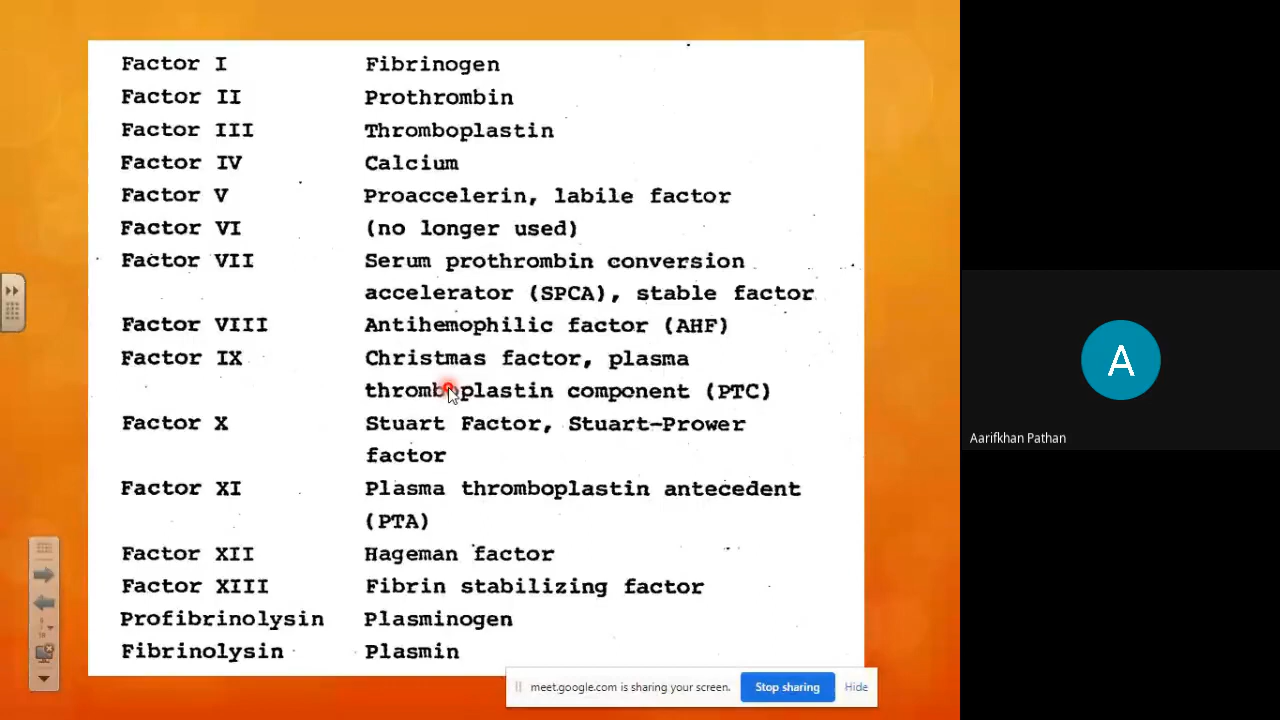 Factor I Fibrinogen
Factor II Prothrombin
Factor III Thromboplastin
Factor IV Calcium
Factor V Proaccelerin, labile factor
Factor VI (no longer used)
Factor VII Serum prothrombin conversion
accelerator (SPCA), stable factor
Factor VIII Antihemophilic factor (AHF)
Factor IX Christmas factor, plasma
thromboplastin component (PTC)
Factor X Stuart Factor, Stuart-Prower
factor
Factor XI Plasma thromboplastin antecedent
(PTA)
Factor XII Hageman factor
Factor XIII Fibrin stabilizing factor
Profibrinolysin Plasminogen
Fibrinolysin Plasmin
meet.google.com is sharing your screen. Stop sharing Hide
A
Aarifkhan Pathan